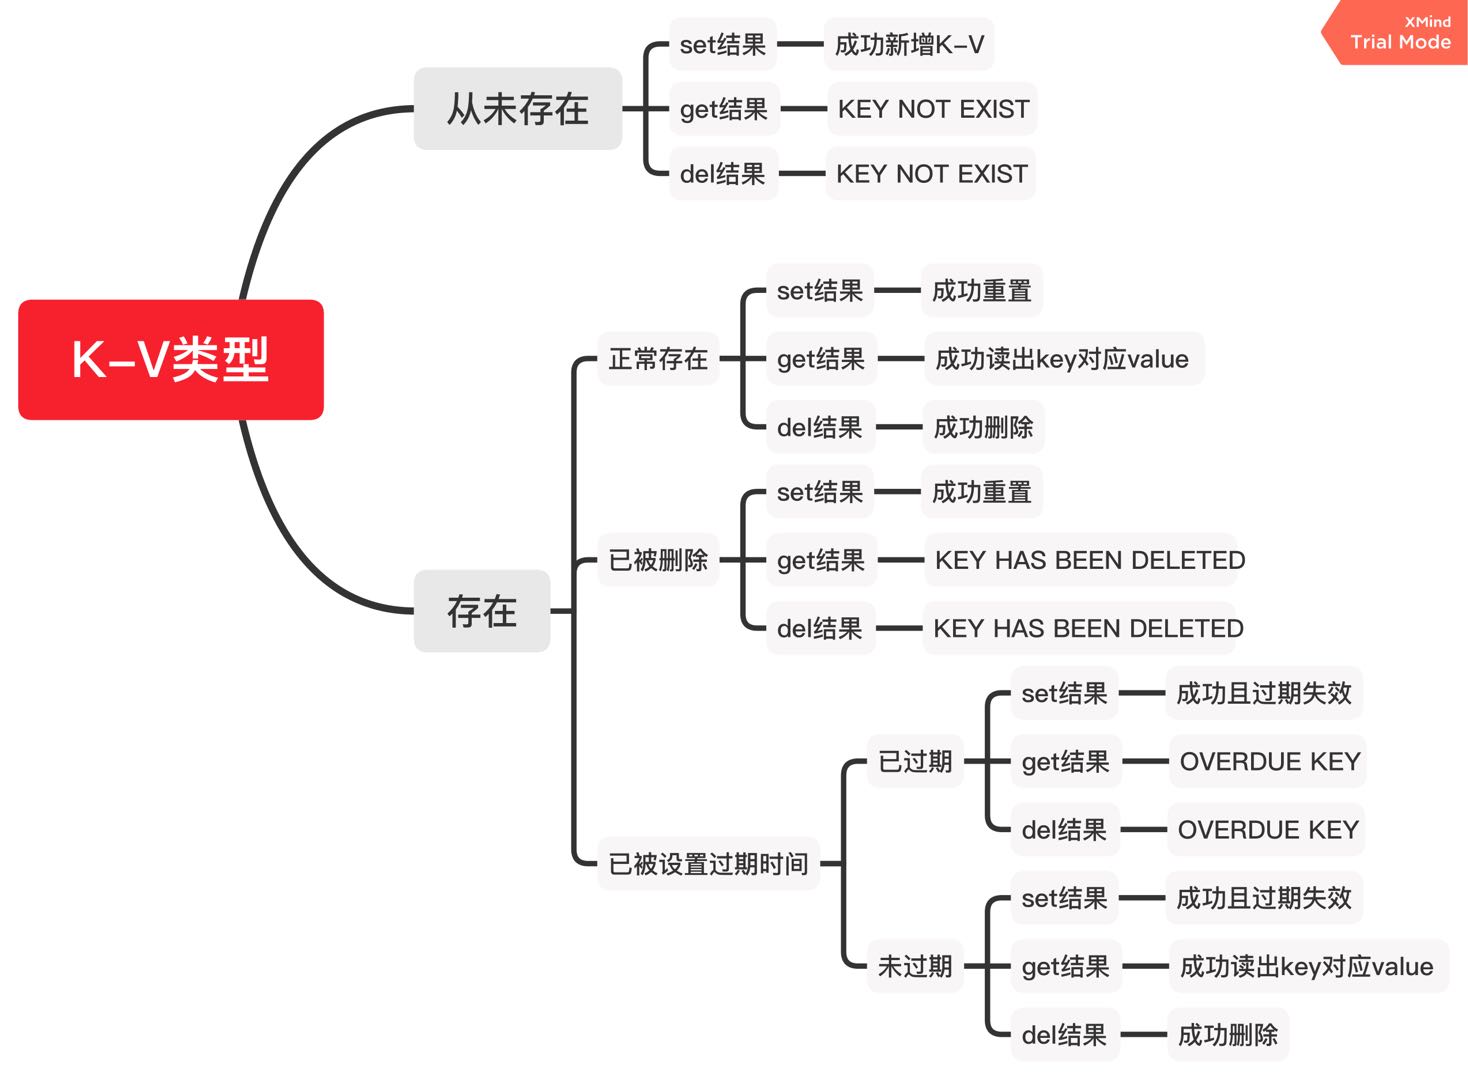 XMind
Trial Mode
K-V类型
从未存在
set结果
成功新增K-V
get结果
KEY NOT EXIST
del结果
KEY NOT EXIST
存在
正常存在
set结果
成功重置
get结果
成功读出key对应value
del结果
成功删除
已被删除
set结果
成功重置
get结果
KEY HAS BEEN DELETED
del结果
KEY HAS BEEN DELETED
已被设置过期时间
已过期
set结果
成功且过期失效
get结果
OVERDUE KEY
del结果
OVERDUE KEY
未过期
set结果
成功且过期失效
get结果
成功读出key对应value
del结果
成功删除